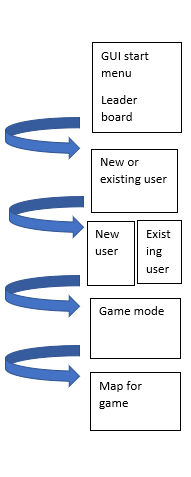 GUI start
menu
Leader
board
New or
existing user
New
user
Exist
ing
user
Game mode
Map for
game